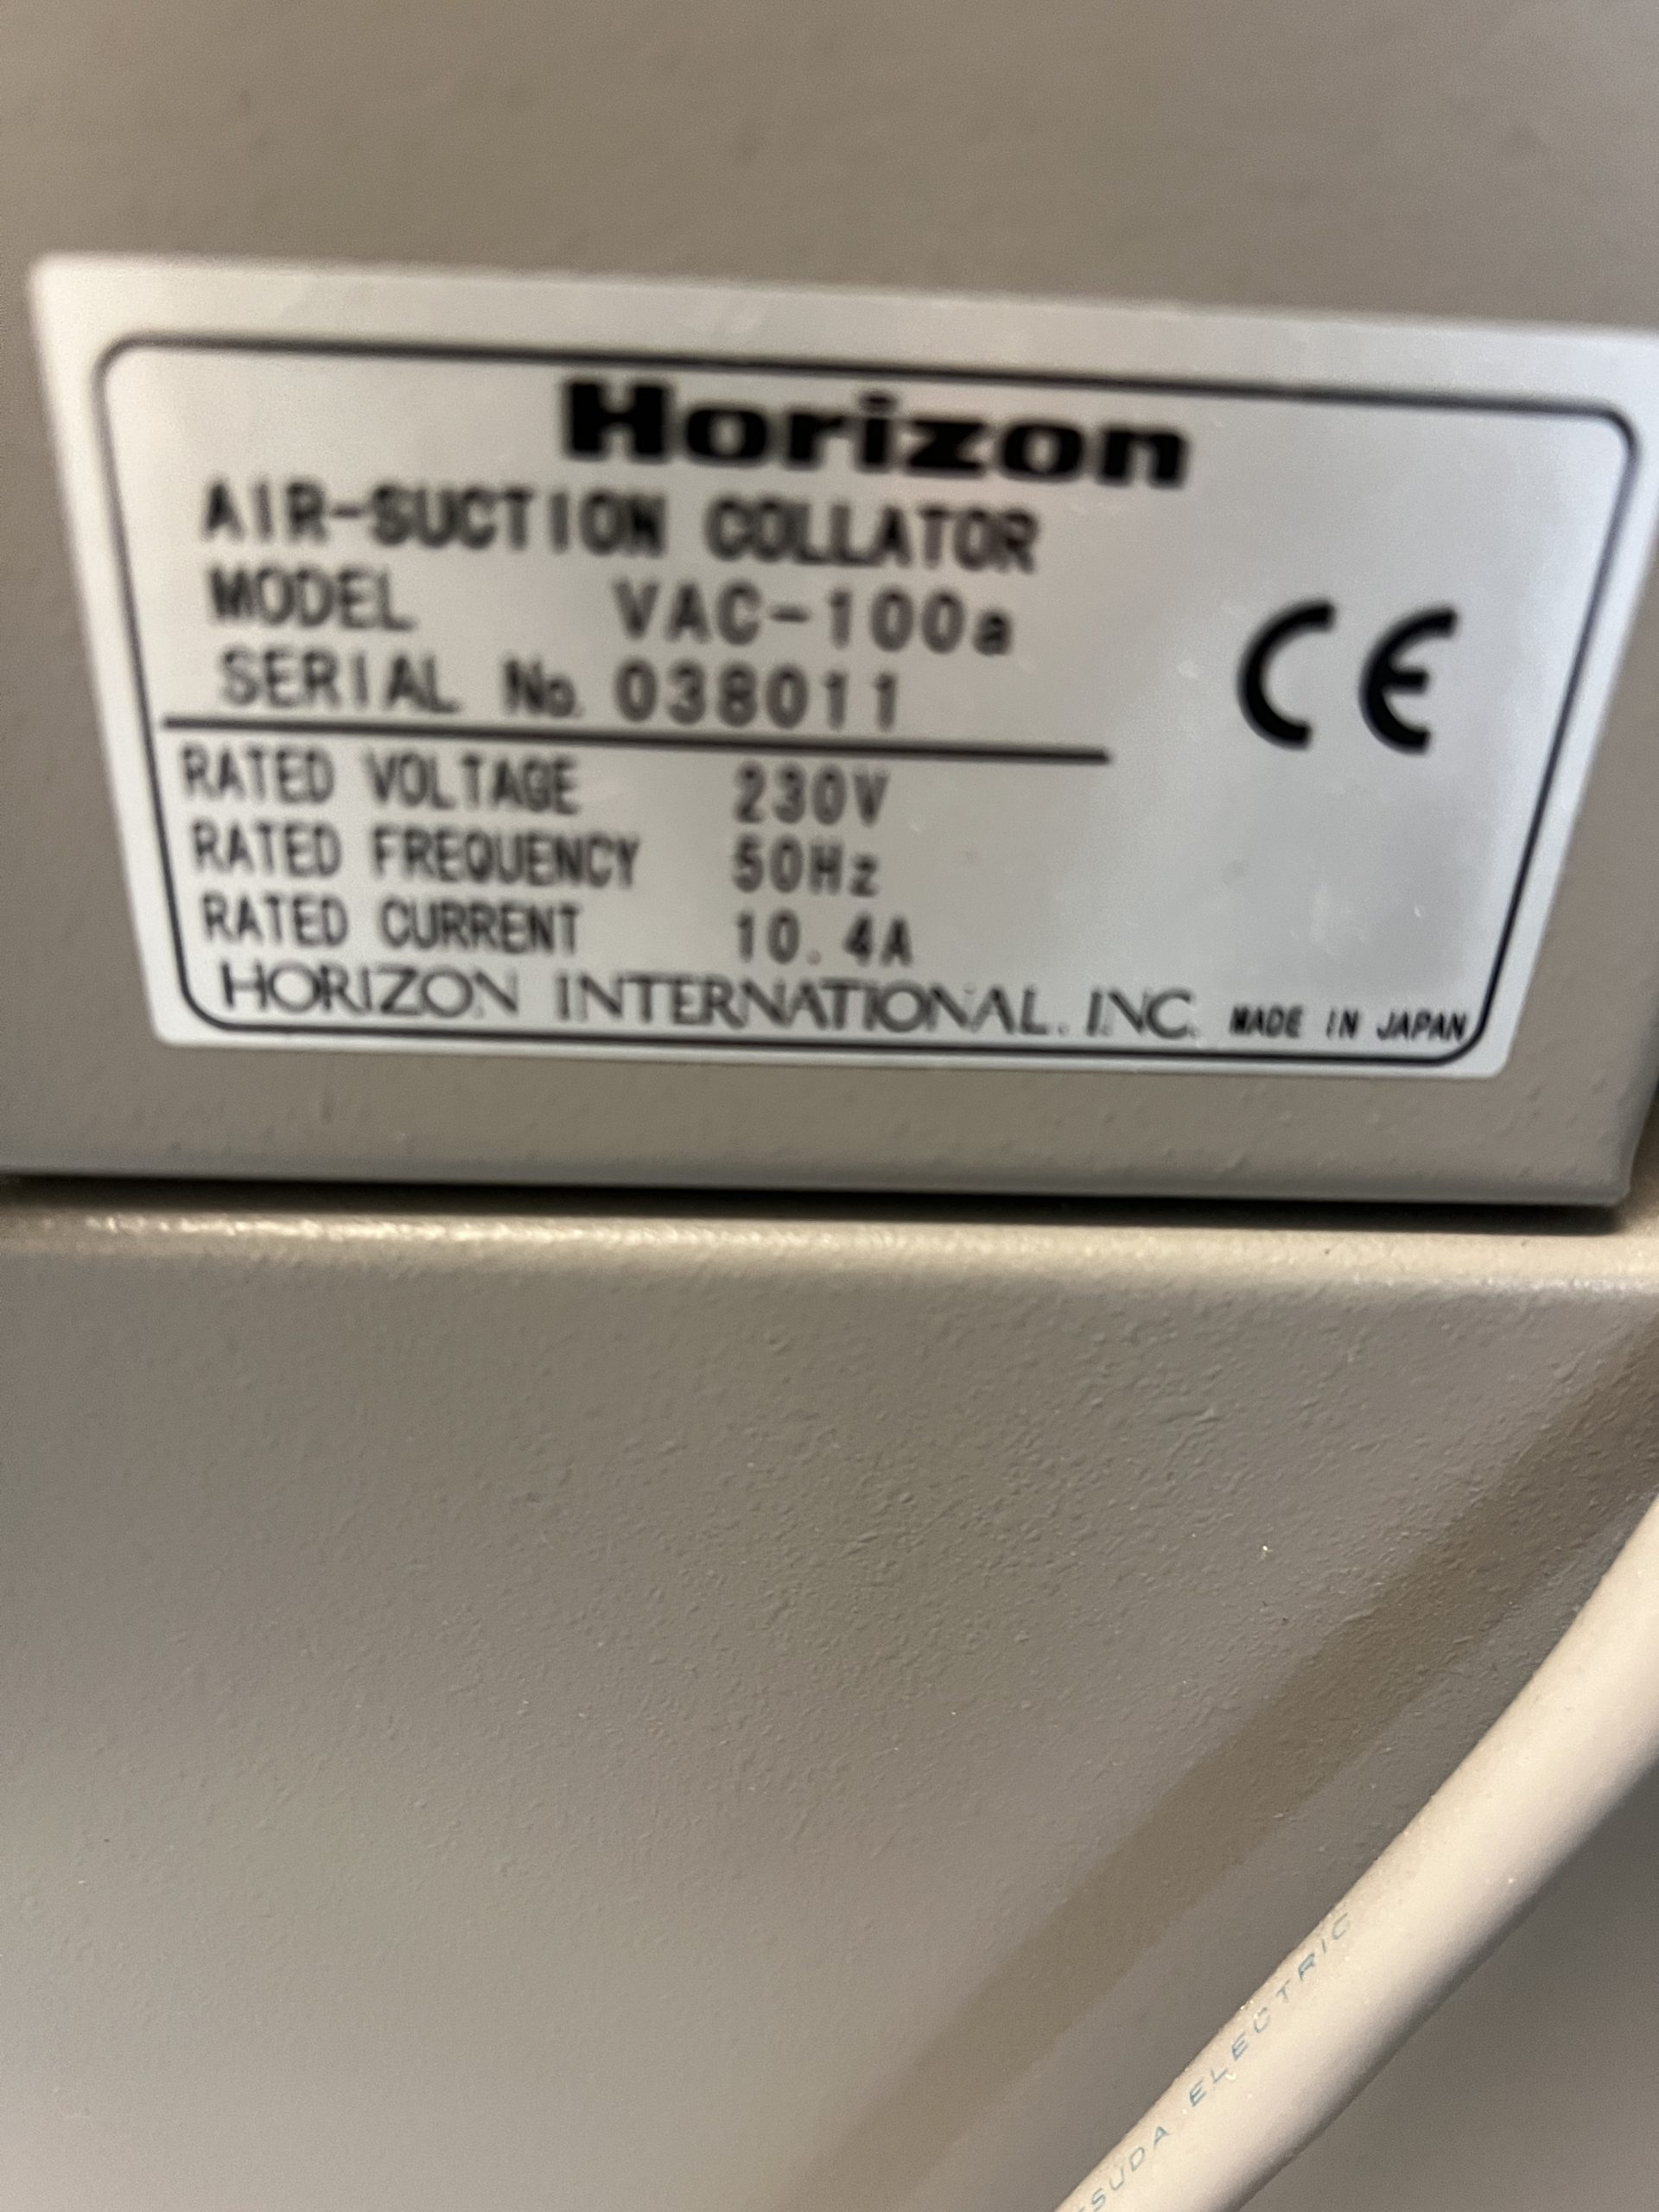 Horizon
AIR-SUCTION COLLATOR
MODEL VAC-100a
SERIAL No. 038011
RATED VOLTAGE 230V
RATED FREQUENCY 50Hz
RATED CURRENT 10.4A
HORIZON INTERNATIONAL. INC. MADE IN JAPAN
CE
ELECTRIC